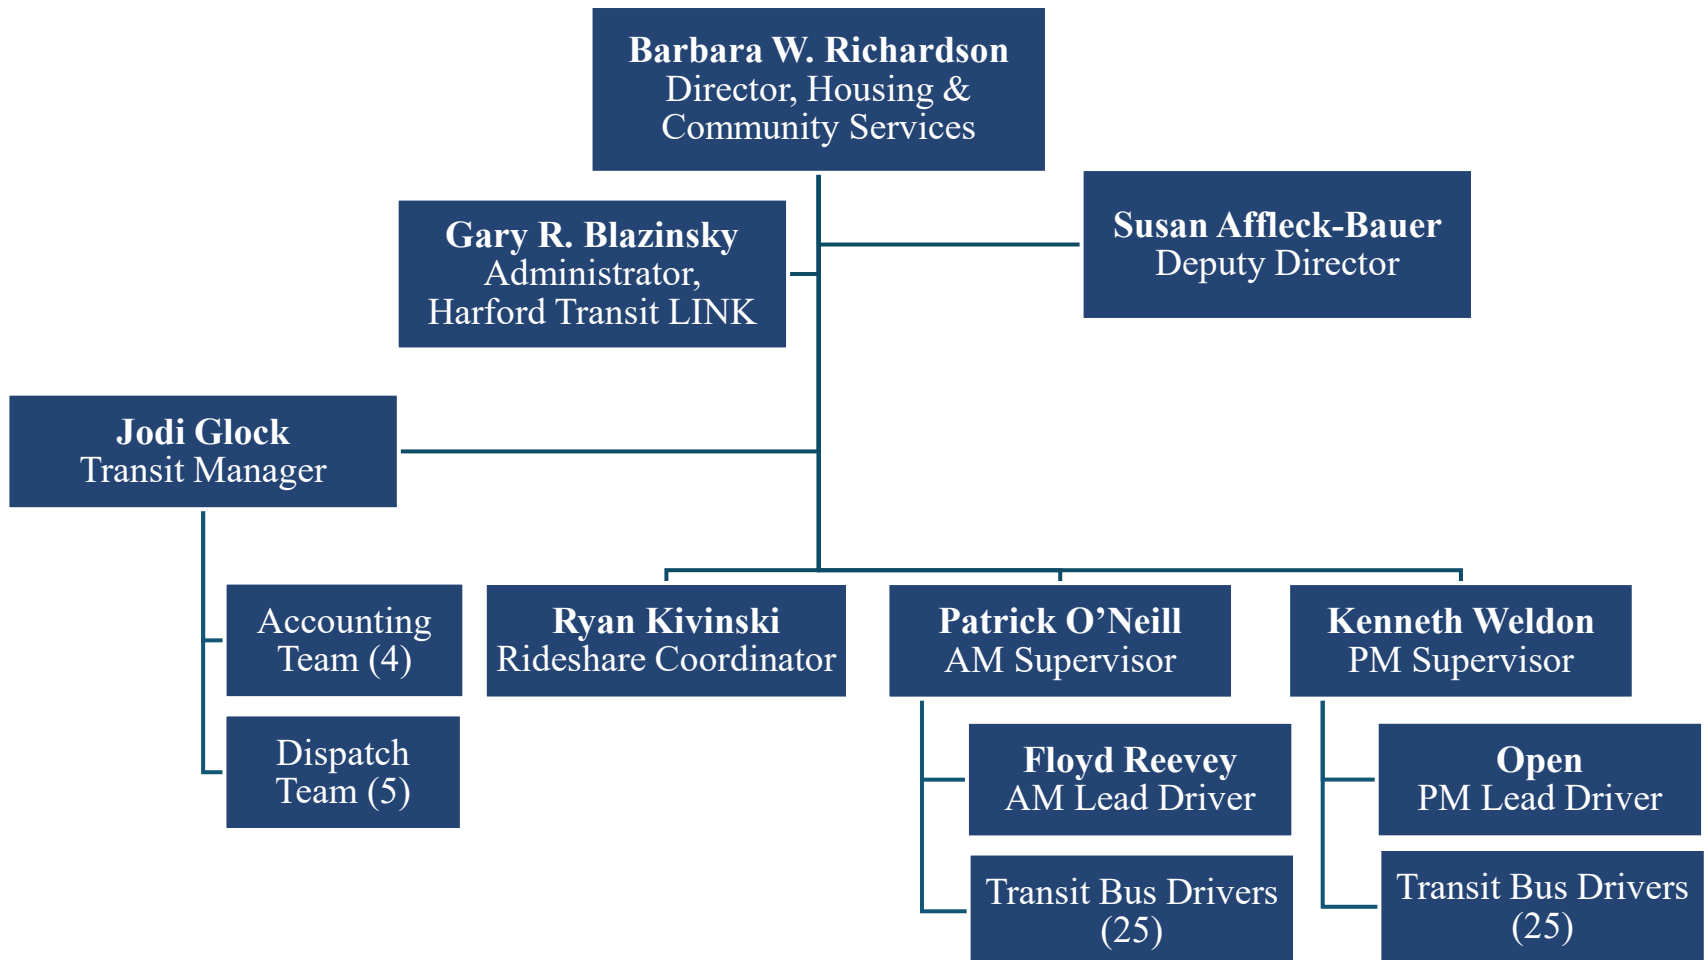 Barbara W. Richardson
Director, Housing &
Community Services
Gary R. Blazinsky
Administrator,
Harford Transit LINK
Susan Affleck-Bauer
Deputy Director
Jodi Glock
Transit Manager
Accounting
Team (4)
Dispatch
Team (5)
Ryan Kivinski
Rideshare Coordinator
Patrick O’Neill
AM Supervisor
Floyd Reevey
AM Lead Driver
Transit Bus Drivers
(25)
Kenneth Weldon
PM Supervisor
Open
PM Lead Driver
Transit Bus Drivers
(25)